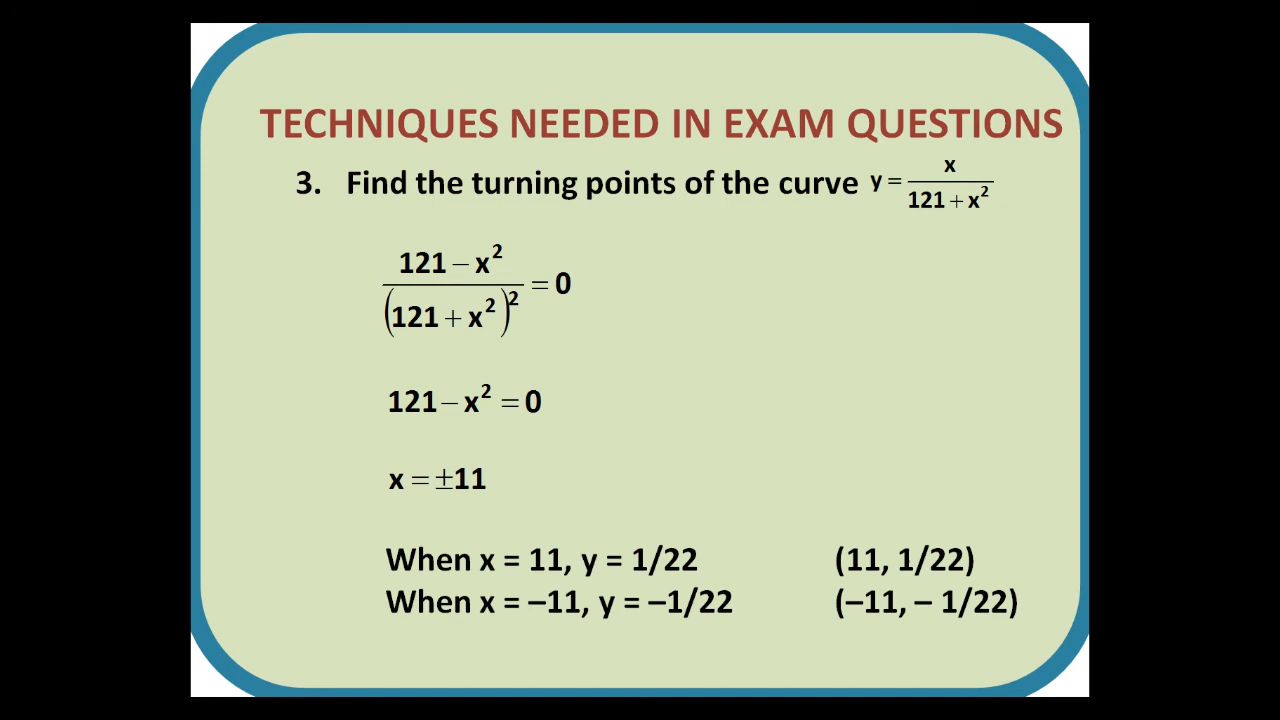 TECHNIQUES NEEDED IN EXAM QUESTIONS
3. Find the turning points of the curve y = x / (121 + x²)
(121 − x²) / (121 + x²)² = 0
121 − x² = 0
x = ±11
When x = 11, y = 1/22 (11, 1/22)
When x = –11, y = –1/22 (–11, – 1/22)